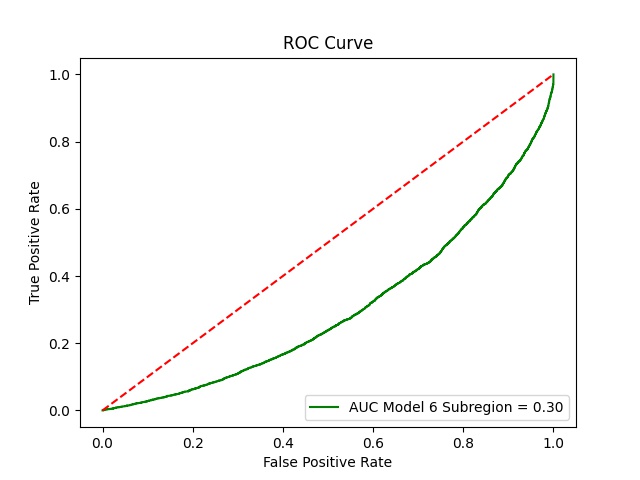 ROC Curve
True Positive Rate
1.0
0.8
0.6
0.4
0.2
0.0
AUC Model 6 Subregion = 0.30
0.0 0.2 0.4 0.6 0.8 1.0
False Positive Rate